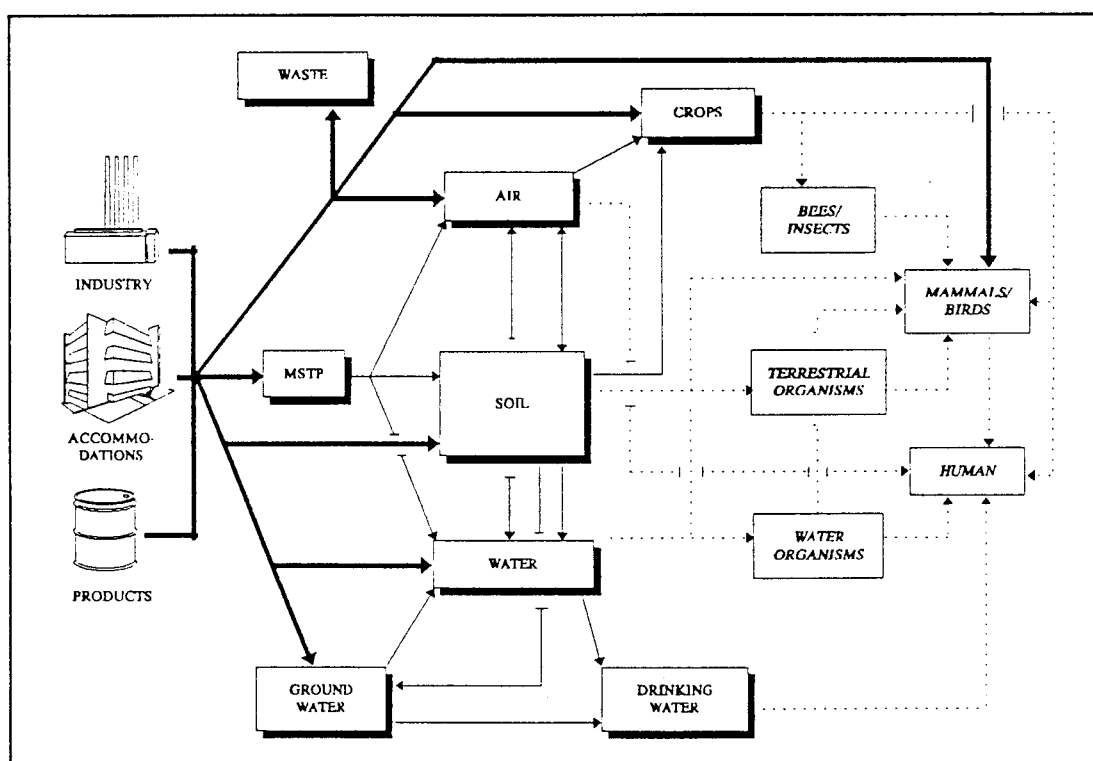 WASTE
CROPS
AIR
BEES/
INSECTS
INDUSTRY
MAMMALS/
BIRDS
MSTP
SOIL
TERRESTRIAL
ORGANISMS
ACCOMMO-
DATIONS
HUMAN
WATER
WATER
ORGANISMS
PRODUCTS
GROUND
WATER
DRINKING
WATER